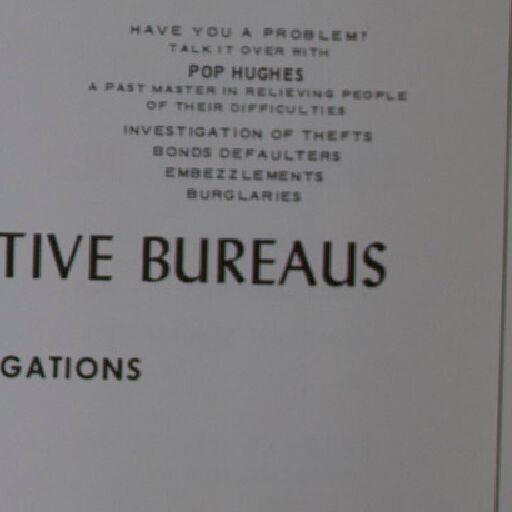 HAVE YOU A PROBLEM?
TALK IT OVER WITH
POP HUGHES
A PAST MASTER IN RELIEVING PEOPLE
OF THEIR DIFFICULTIES
INVESTIGATION OF THEFTS
BONDS DEFAULTERS
EMBEZZLEMENTS
BURGLARIES
TIVE BUREAUS
GATIONS